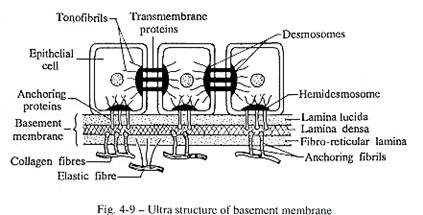 Tonofibrils
Transmembrane
proteins
Desmosomes
Epithelial
cell
Anchoring
proteins
Hemidesmosome
Basement
membrane
Lamina lucida
Lamina densa
Fibro-reticular lamina
Collagen fibres
Anchoring fibrils
Elastic fibre
Fig. 4-9 – Ultra structure of basement membrane